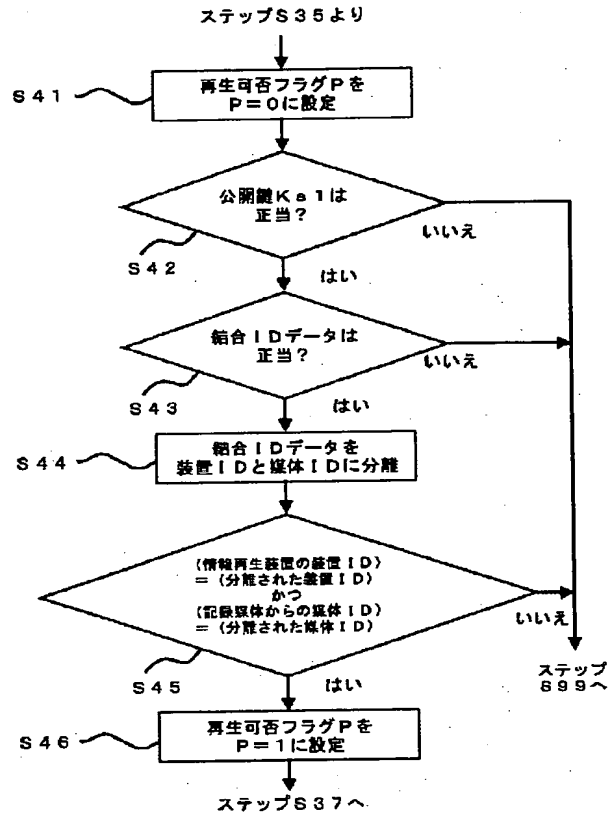 ステップS35より
S41
再生可否フラグPを
P=0に設定
公開鍵Ka1は
正当?
いいえ
S42
はい
結合IDデータは
正当?
いいえ
S43
はい
S44
結合IDデータを
装置IDと媒体IDに分離
(情報再生装置の装置ID)
=(分離された装置ID)
かつ
(記録媒体からの媒体ID)
=(分離された媒体ID)
いいえ
S45
はい
ステップ
S99へ
S46
再生可否フラグPを
P=1に設定
ステップS37へ